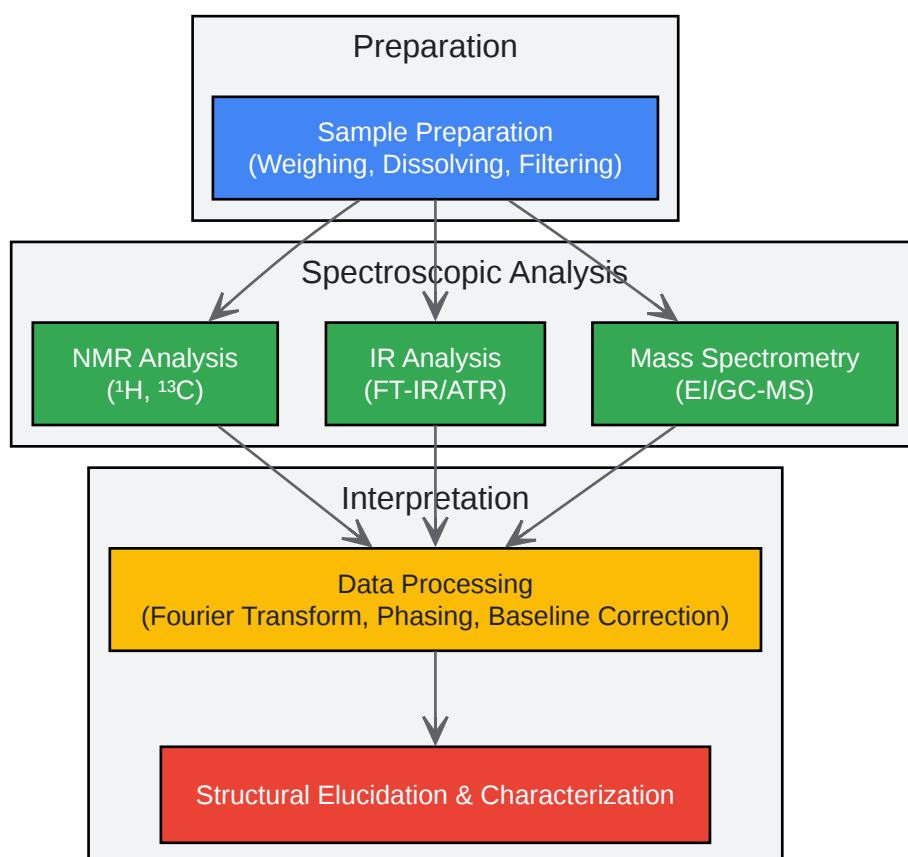 Preparation
Sample Preparation
(Weighing, Dissolving, Filtering)
Spectroscopic Analysis
NMR Analysis
(¹H, ¹³C)
IR Analysis
(FT-IR/ATR)
Mass Spectrometry
(EI/GC-MS)
Interpretation
Data Processing
(Fourier Transform, Phasing, Baseline Correction)
Structural Elucidation & Characterization